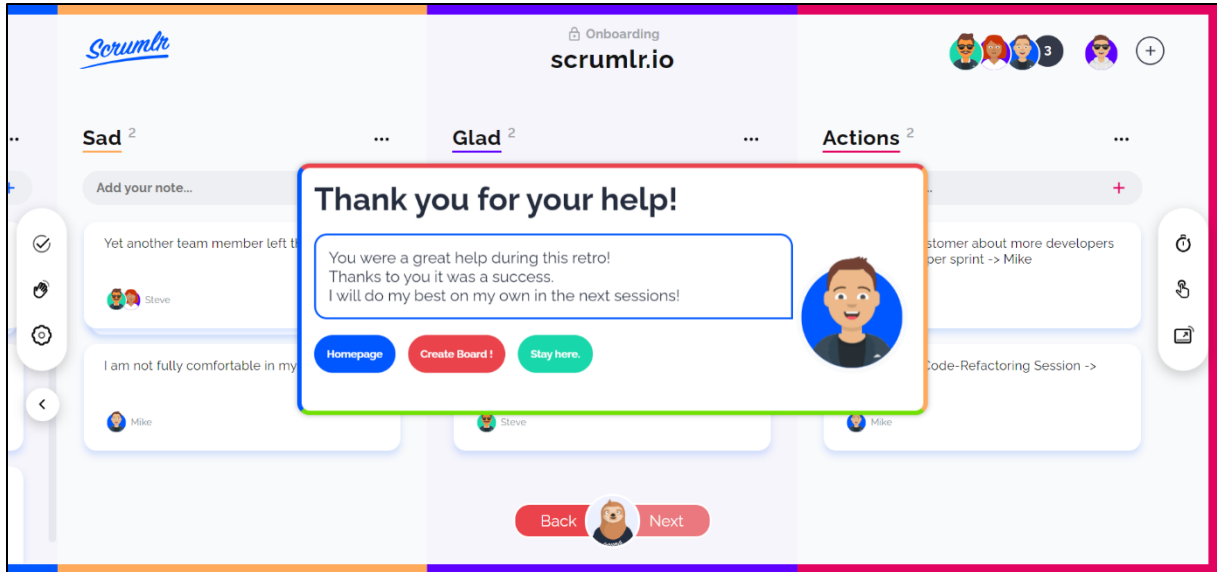 Scrumlr
Onboarding
scrumlr.io
3
Sad 2
Glad 2
Actions 2
Add your note...
Thank you for your help!
You were a great help during this retro!
Thanks to you it was a success.
I will do my best on my own in the next sessions!
Homepage
Create Board !
Stay here.
Yet another team member left
Steve
I am not fully comfortable in my
Mike
Steve
about more developers
per sprint -> Mike
Code-Refactoring Session ->
Mike
Back
Next